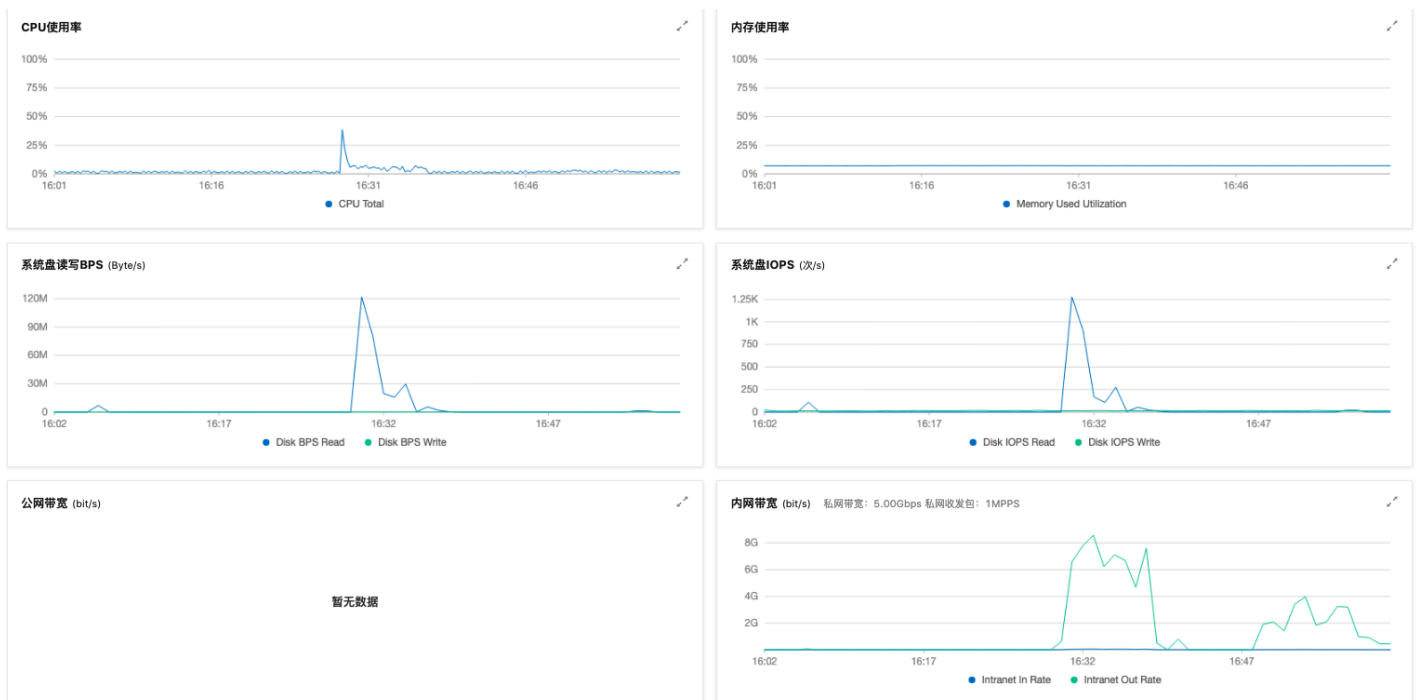 CPU使用率
100%
75%
50%
25%
0%
16:01 16:16 16:31 16:46
CPU Total
内存使用率
100%
75%
50%
25%
0%
16:01 16:16 16:31 16:46
Memory Used Utilization
系统盘读写BPS (Byte/s)
120M
90M
60M
30M
0
16:02 16:17 16:32 16:47
Disk BPS Read Disk BPS Write
系统盘IOPS (次/s)
1.25K
1K
750
500
250
0
16:02 16:17 16:32 16:47
Disk IOPS Read Disk IOPS Write
公网带宽 (bit/s)
暂无数据
内网带宽 (bit/s) 私网带宽：5.00Gbps 私网收发包：1MPPS
8G
6G
4G
2G
16:02 16:17 16:32 16:47
Intranet In Rate Intranet Out Rate